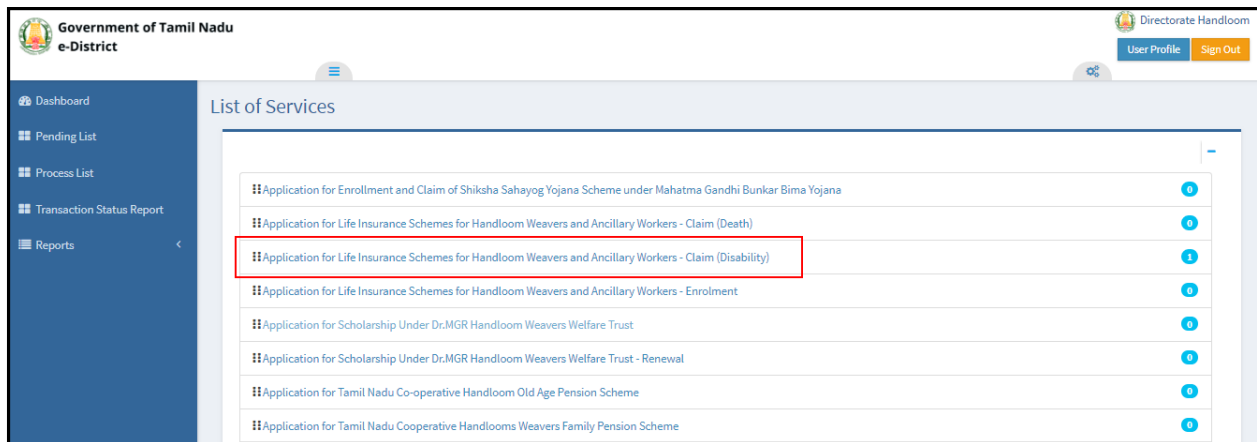 Government of Tamil Nadu
e-District
Directorate Handloom
User Profile
Sign Out
Dashboard
Pending List
Process List
Transaction Status Report
Reports
List of Services
Application for Enrollment and Claim of Shiksha Sahayog Yojana Scheme under Mahatma Gandhi Bunkar Bima Yojana 0
Application for Life Insurance Schemes for Handloom Weavers and Ancillary Workers - Claim (Death) 0
Application for Life Insurance Schemes for Handloom Weavers and Ancillary Workers - Claim (Disability) 1
Application for Life Insurance Schemes for Handloom Weavers and Ancillary Workers - Enrolment 0
Application for Scholarship Under Dr.MGR Handloom Weavers Welfare Trust 0
Application for Scholarship Under Dr.MGR Handloom Weavers Welfare Trust - Renewal 0
Application for Tamil Nadu Co-operative Handloom Old Age Pension Scheme 0
Application for Tamil Nadu Cooperative Handlooms Weavers Family Pension Scheme 0